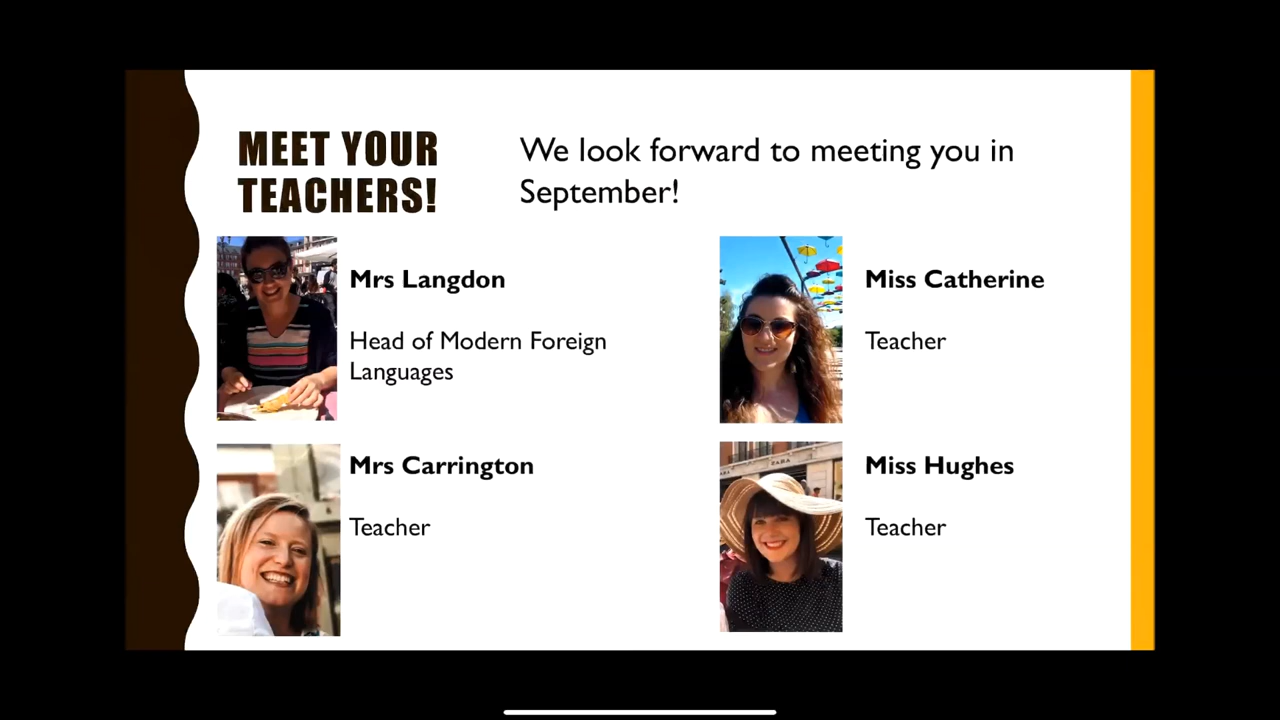 MEET YOUR
TEACHERS!
We look forward to meeting you in
September!
Mrs Langdon
Head of Modern Foreign
Languages
Miss Catherine
Teacher
Mrs Carrington
Teacher
ZARA
Miss Hughes
Teacher